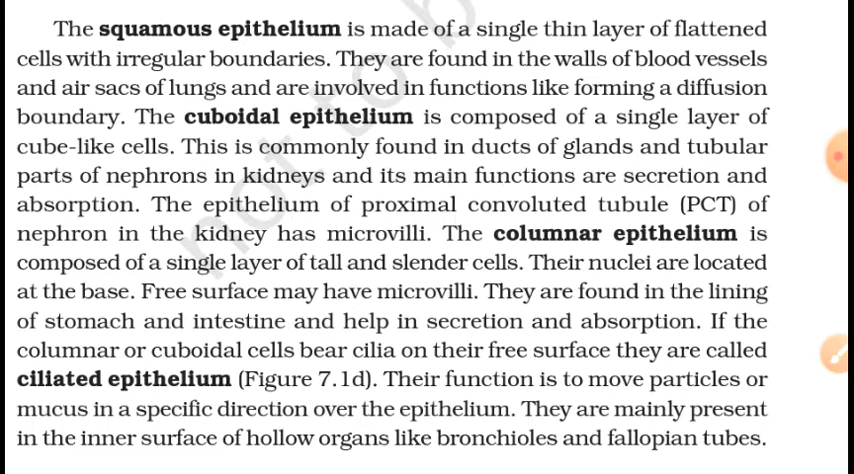 The squamous epithelium is made of a single thin layer of flattened
cells with irregular boundaries. They are found in the walls of blood vessels
and air sacs of lungs and are involved in functions like forming a diffusion
boundary. The cuboidal epithelium is composed of a single layer of
cube-like cells. This is commonly found in ducts of glands and tubular
parts of nephrons in kidneys and its main functions are secretion and
absorption. The epithelium of proximal convoluted tubule (PCT) of
nephron in the kidney has microvilli. The columnar epithelium is
composed of a single layer of tall and slender cells. Their nuclei are located
at the base. Free surface may have microvilli. They are found in the lining
of stomach and intestine and help in secretion and absorption. If the
columnar or cuboidal cells bear cilia on their free surface they are called
ciliated epithelium (Figure 7.1d). Their function is to move particles or
mucus in a specific direction over the epithelium. They are mainly present
in the inner surface of hollow organs like bronchioles and fallopian tubes.
not to b